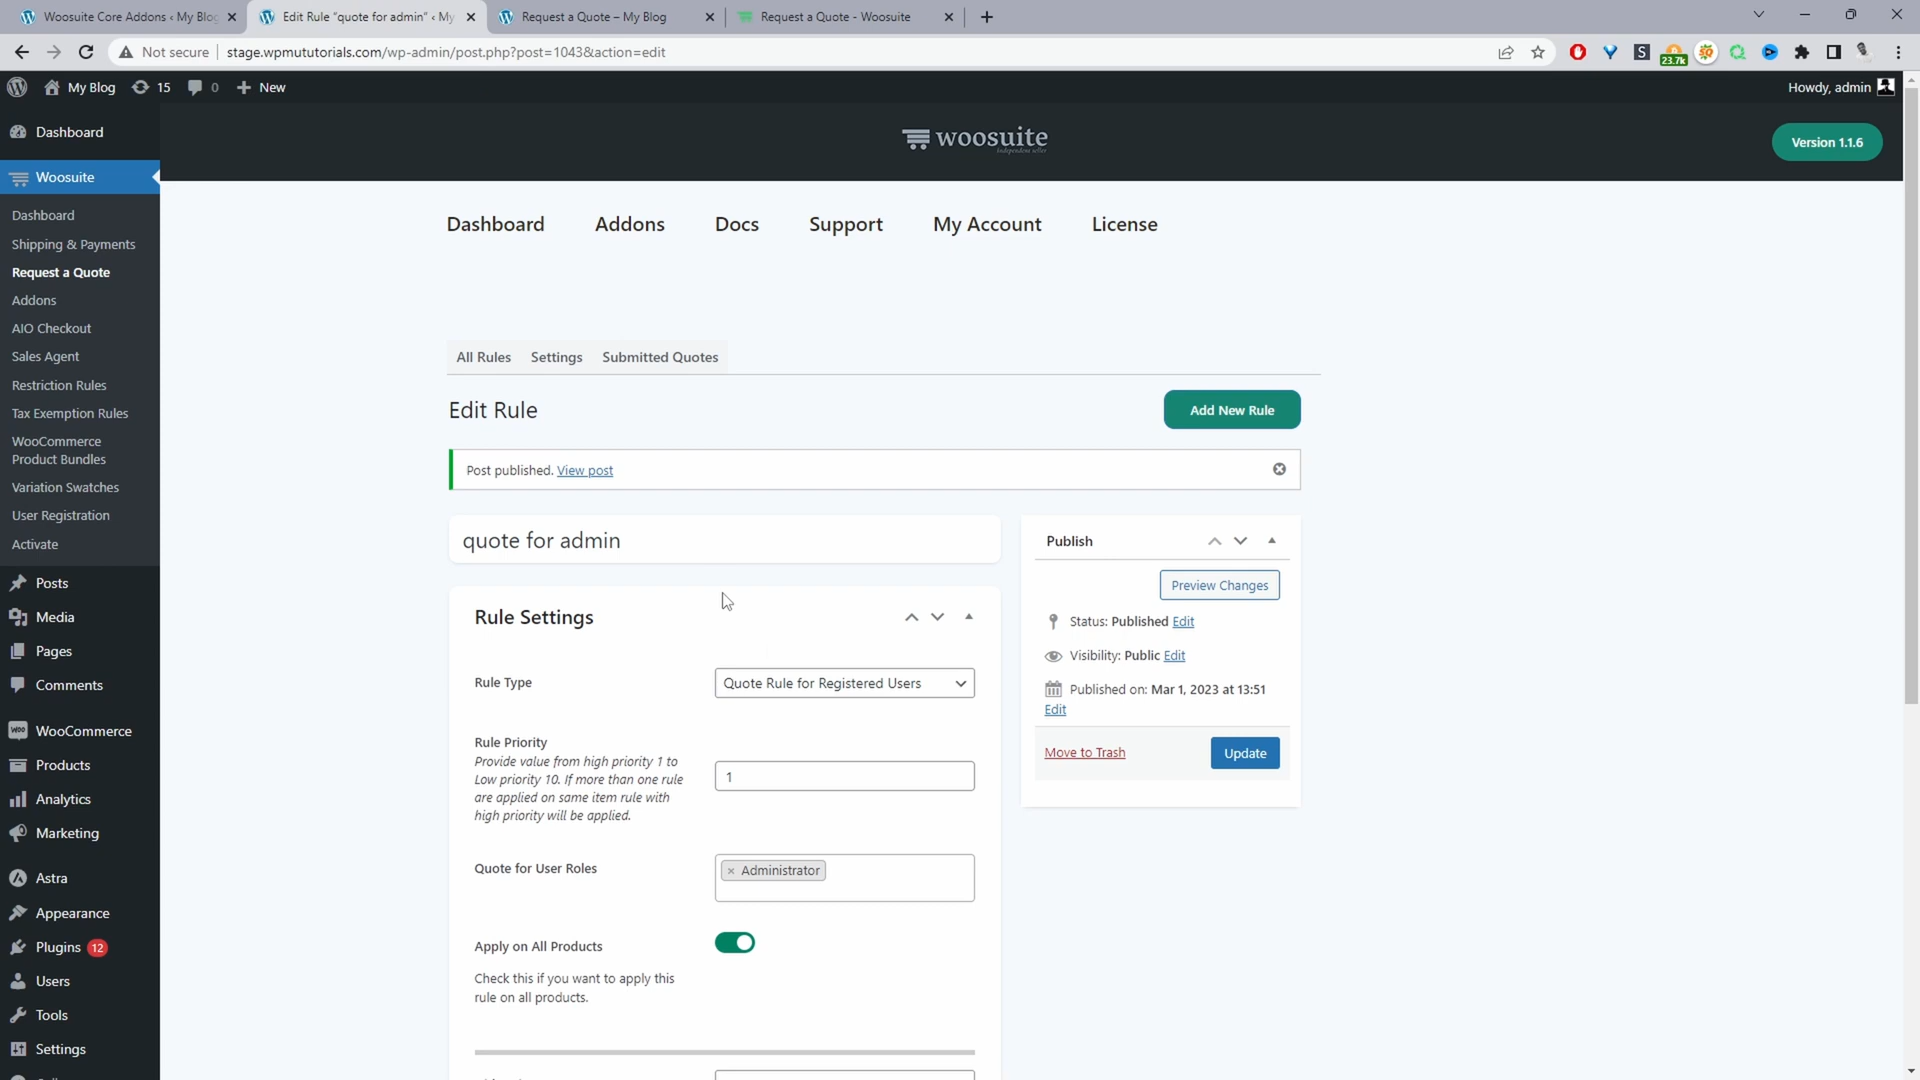 Woosuite Core Addons ‹ My Blog
Edit Rule "quote for admin" ‹ My
Request a Quote – My Blog
Request a Quote - Woosuite
Not secure
stage.wpmututorials.com/wp-admin/post.php?post=1043&action=edit
23.7k
My Blog
15
0
New
Howdy, admin
Dashboard
woosuite
independent seller
Version 1.1.6
Woosuite
Dashboard
Shipping & Payments
Request a Quote
Addons
AIO Checkout
Sales Agent
Restriction Rules
Tax Exemption Rules
WooCommerce
Product Bundles
Variation Swatches
User Registration
Activate
Posts
Media
Pages
Comments
WooCommerce
Products
Analytics
Marketing
Astra
Appearance
Plugins 12
Users
Tools
Settings
Dashboard
Addons
Docs
Support
My Account
License
All Rules
Settings
Submitted Quotes
Edit Rule
Add New Rule
Post published. View post
quote for admin
Rule Settings
Rule Type
Quote Rule for Registered Users
Rule Priority
Provide value from high priority 1 to
Low priority 10. If more than one rule
are applied on same item rule with
high priority will be applied.
1
Quote for User Roles
× Administrator
Apply on All Products
Check this if you want to apply this
rule on all products.
Publish
Preview Changes
Status: Published Edit
Visibility: Public Edit
Published on: Mar 1, 2023 at 13:51
Edit
Move to Trash
Update